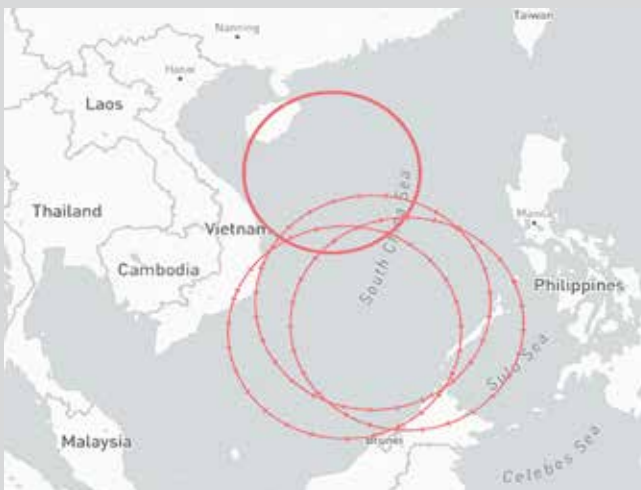 Nanning
Taiwan
Hanoi
Laos
South China Sea
Thailand
Vietnam
Manila
Cambodia
Philippines
Sulu Sea
Malaysia
Brunei
Celebes Sea